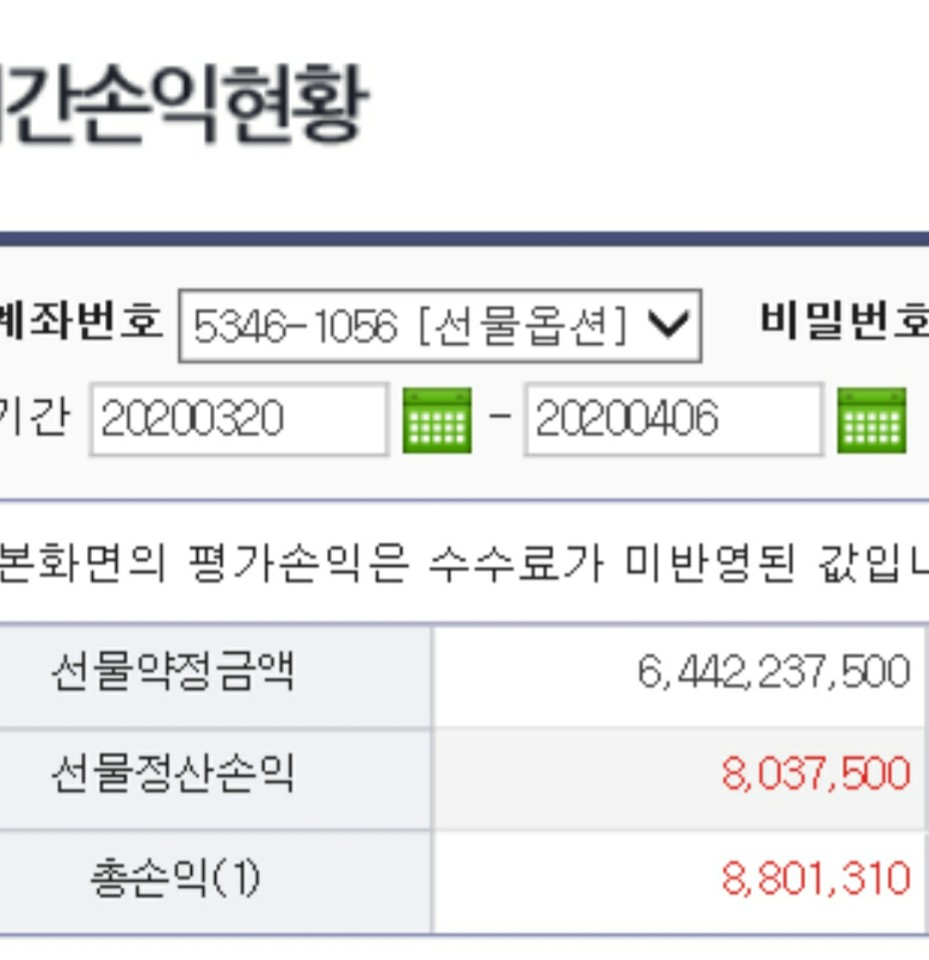 기간손익현황
계좌번호 5346-1056 [선물옵션] 비밀번호
기간 20200320 - 20200406
본화면의 평가손익은 수수료가 미반영된 값입니
선물약정금액 6,442,237,500
선물정산손익 8,037,500
총손익(1) 8,801,310